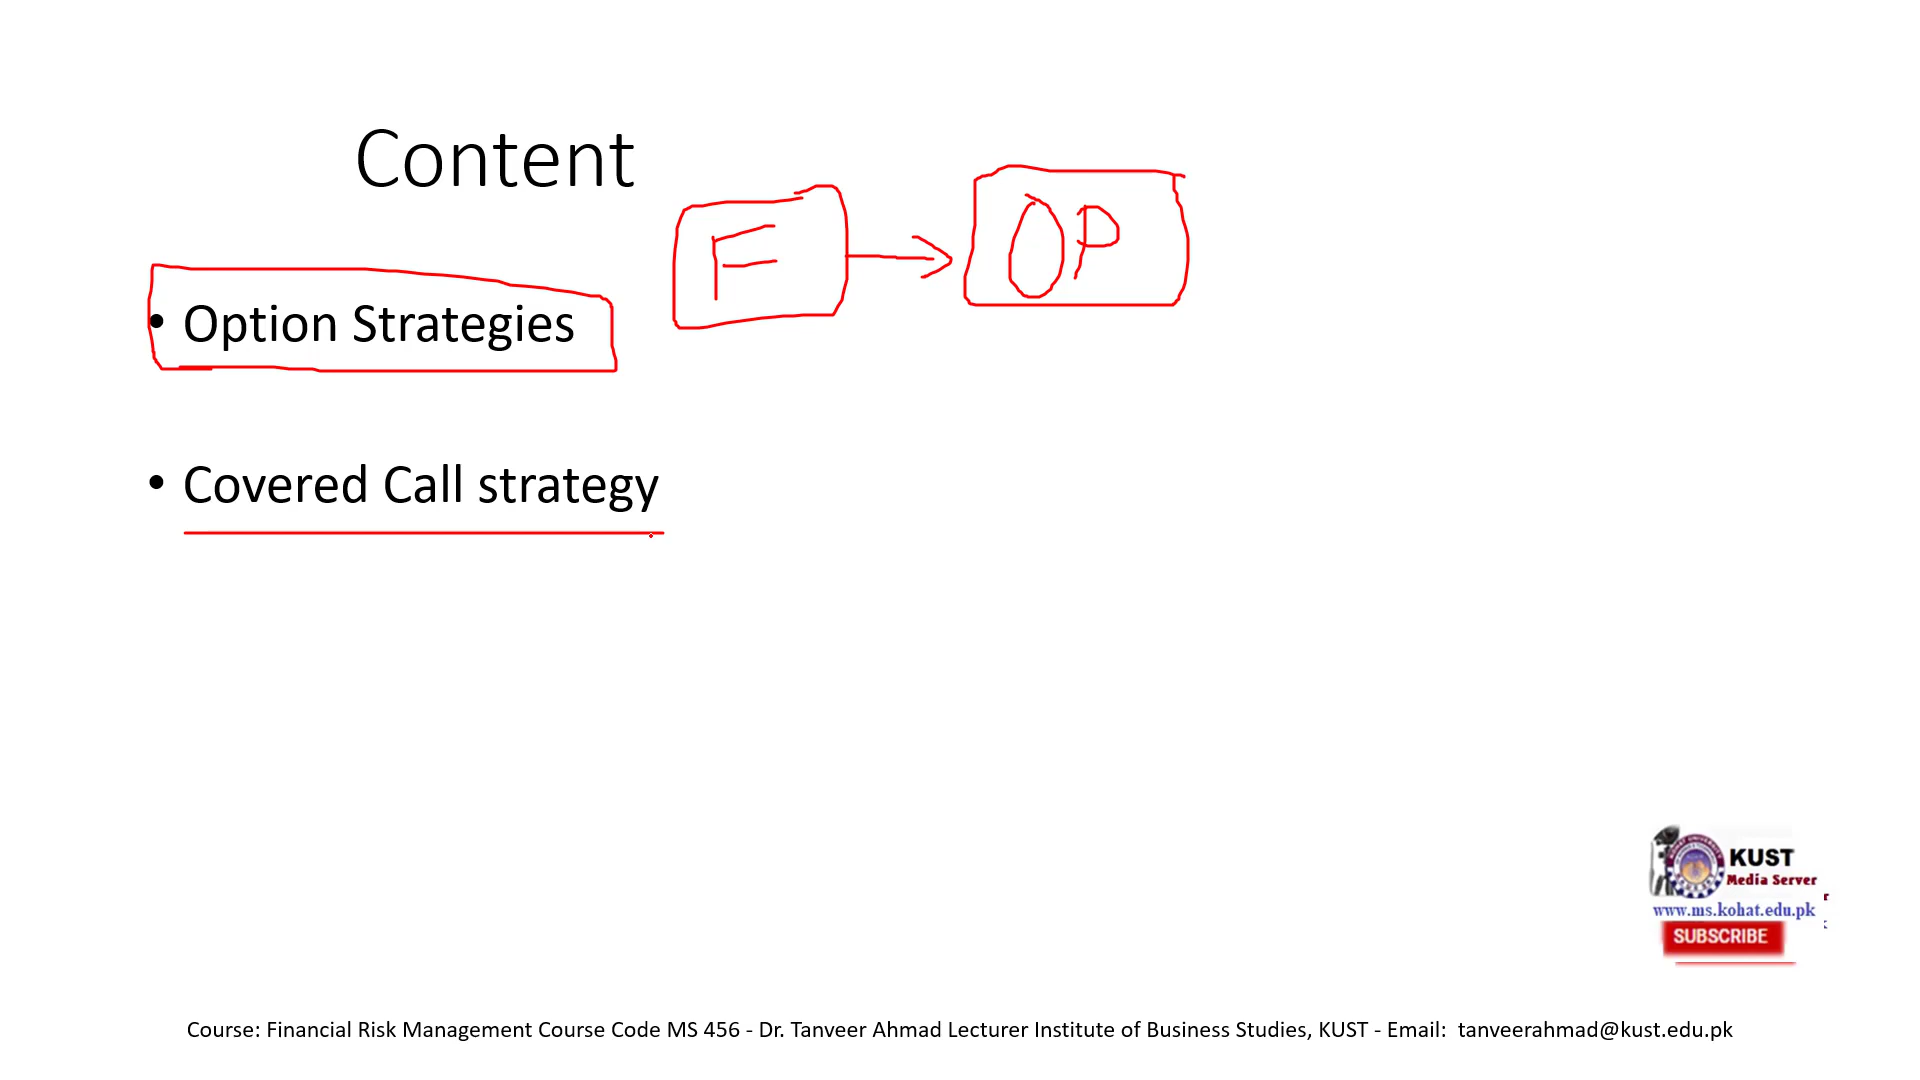 Content
F
OP
• Option Strategies
• Covered Call strategy
KUST
Media Server
www.ms.kohat.edu.pk
SUBSCRIBE
Course: Financial Risk Management Course Code MS 456 - Dr. Tanveer Ahmad Lecturer Institute of Business Studies, KUST - Email: tanveerahmad@kust.edu.pk